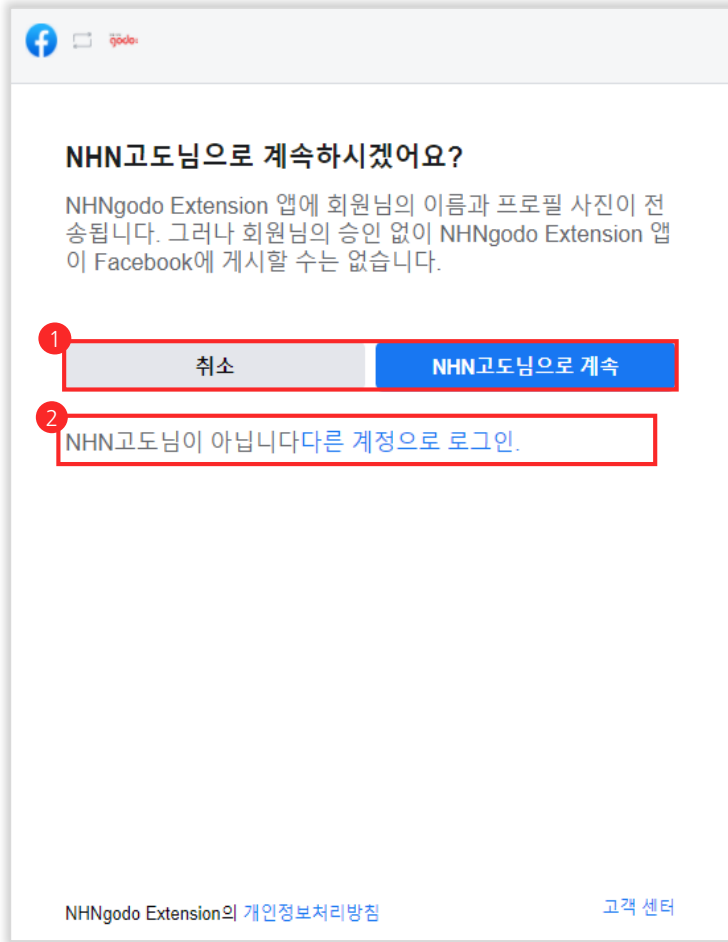 godo:
NHN고도님으로 계속하시겠어요?
NHNgodo Extension 앱에 회원님의 이름과 프로필 사진이 전
송됩니다. 그러나 회원님의 승인 없이 NHNgodo Extension 앱
이 Facebook에 게시할 수는 없습니다.
1
취소 NHN고도님으로 계속
2
NHN고도님이 아닙니다다른 계정으로 로그인.
NHNgodo Extension의 개인정보처리방침 고객 센터